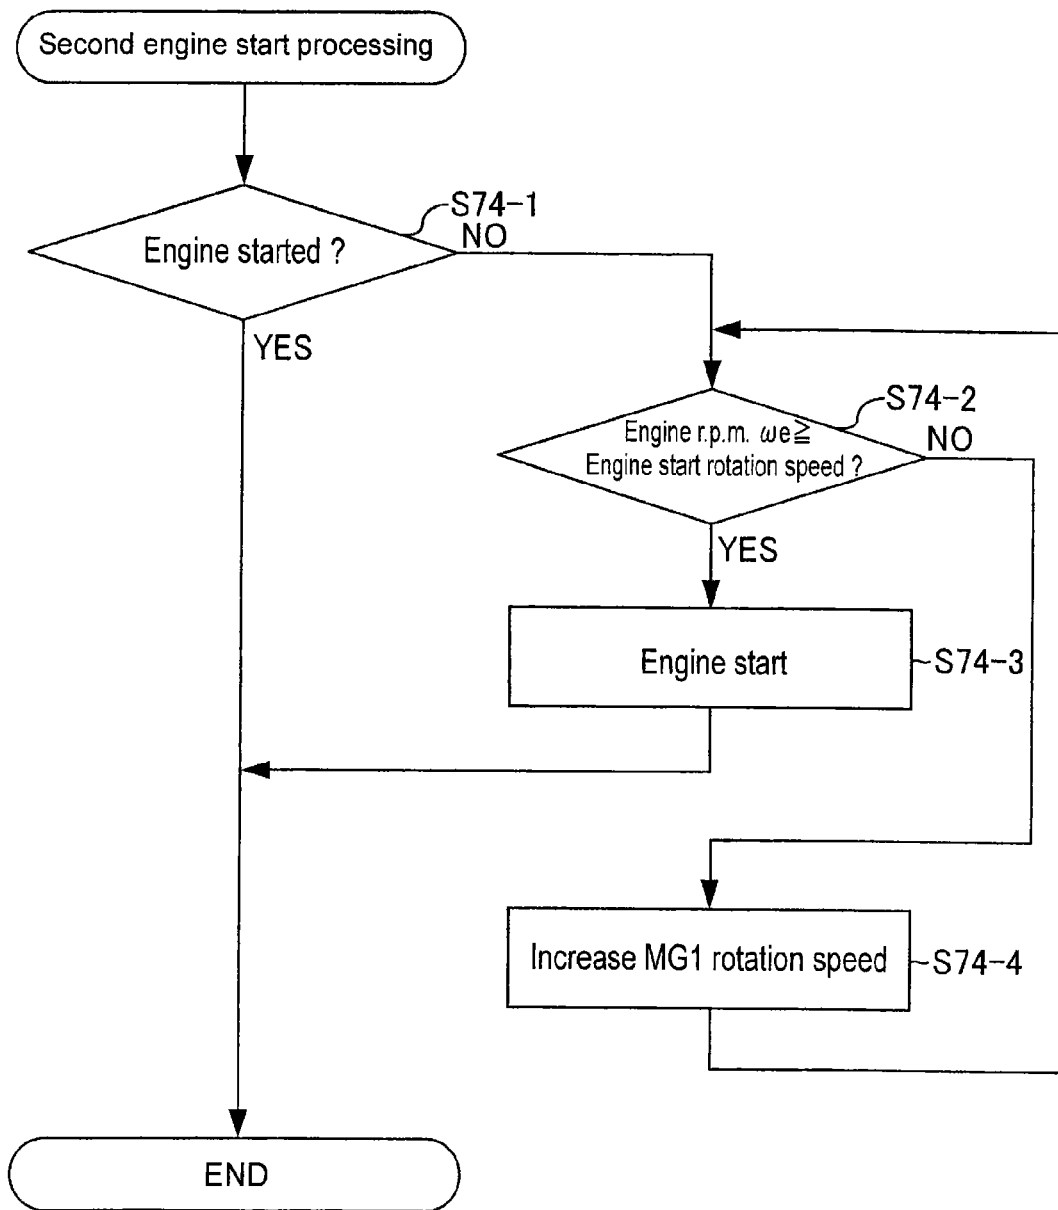 Second engine start processing
S74-1
Engine started ?
NO
YES
S74-2
Engine r.p.m. ωe≧
Engine start rotation speed ?
NO
YES
Engine start
S74-3
Increase MG1 rotation speed
S74-4
END